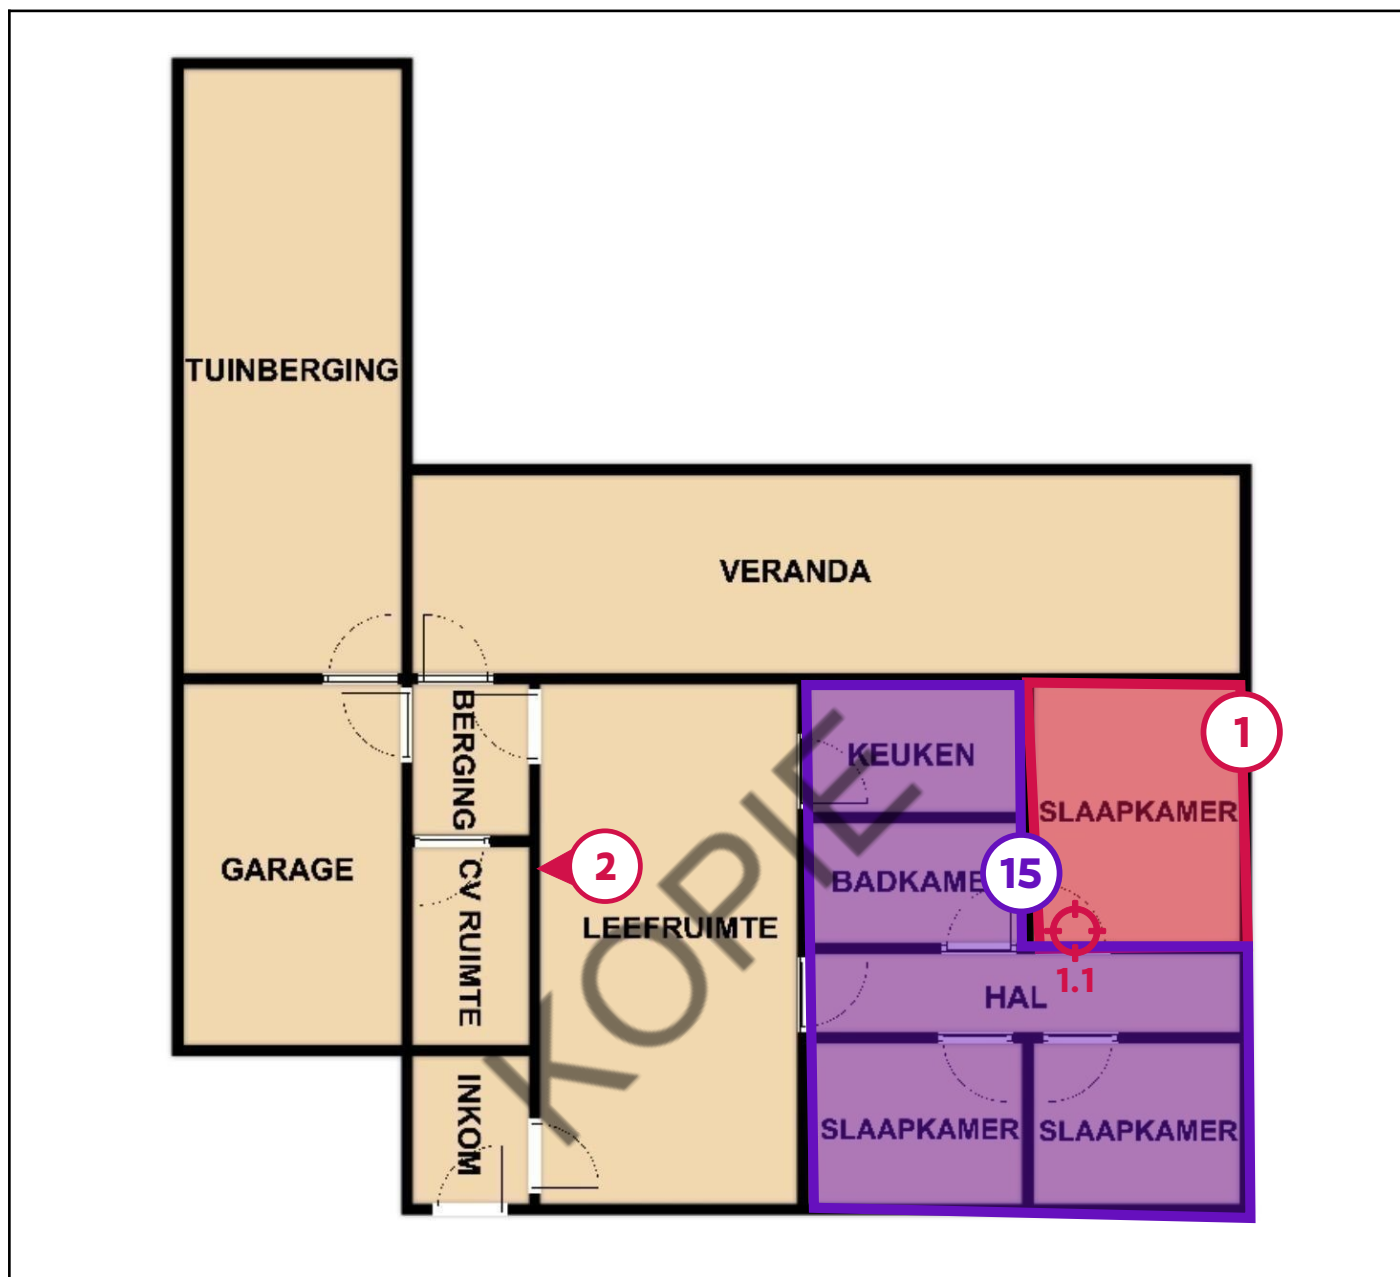 TUINBERGING
VERANDA
BERGING
KEUKEN
1
SLAAPKAMER
GARAGE
CV RUIMTE
2
BADKAME
15
LEEFRUIMTE
KOPIE
1.1
HAL
INKOM
SLAAPKAMER
SLAAPKAMER